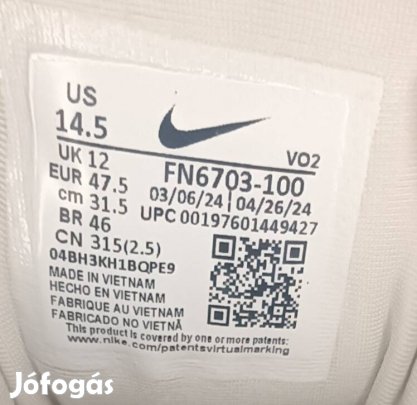 US
14.5
VO2
UK 12
FN6703-100
EUR 47.5
03/06/24 | 04/26/24
cm 31.5
UPC 00197601449427
BR 46
CN 315(2.5)
04BH3KH1BQPE9
MADE IN VIETNAM
HECHO EN VIETNAM
FABRIQUE AU VIETNAM
FABRICADO NO VIETNÃ
This product is covered by one or more patents:
www.nike.com/patentsvirtualmarking
Jófogás